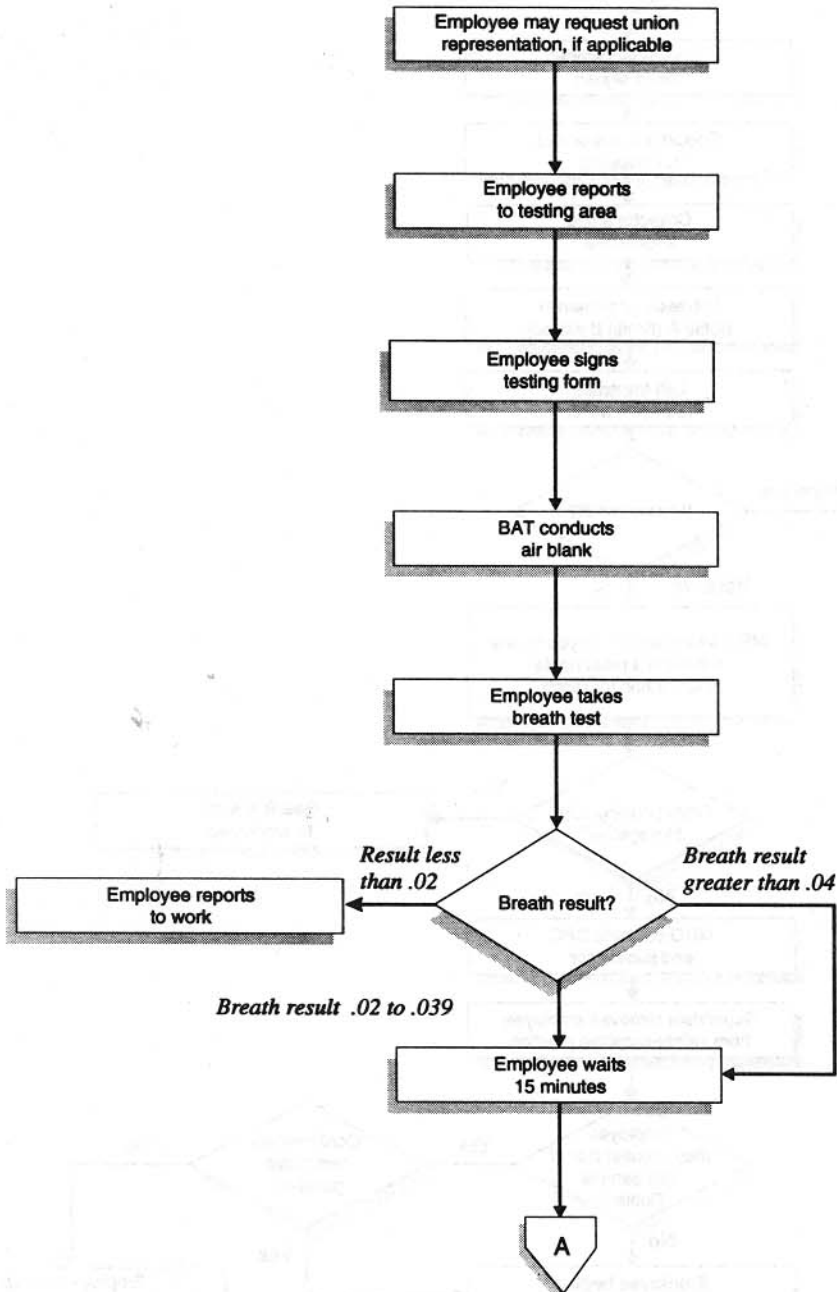 Employee may request union
representation, if applicable
Employee reports
to testing area
Employee signs
testing form
BAT conducts
air blank
Employee takes
breath test
Result less
than .02
Breath result
greater than .04
Breath result?
Employee reports
to work
Breath result .02 to .039
Employee waits
15 minutes
A